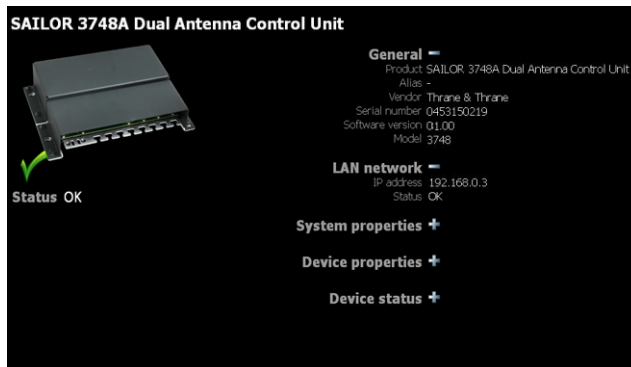 SAILOR 3748A Dual Antenna Control Unit
General
Product SAILOR 3748A Dual Antenna Control Unit
Alias -
Vendor Thrane & Thrane
Serial number 0453150219
Software version 01.00
Model 3748
LAN network
IP address 192.168.0.3
Status OK
Status OK
System properties
Device properties
Device status